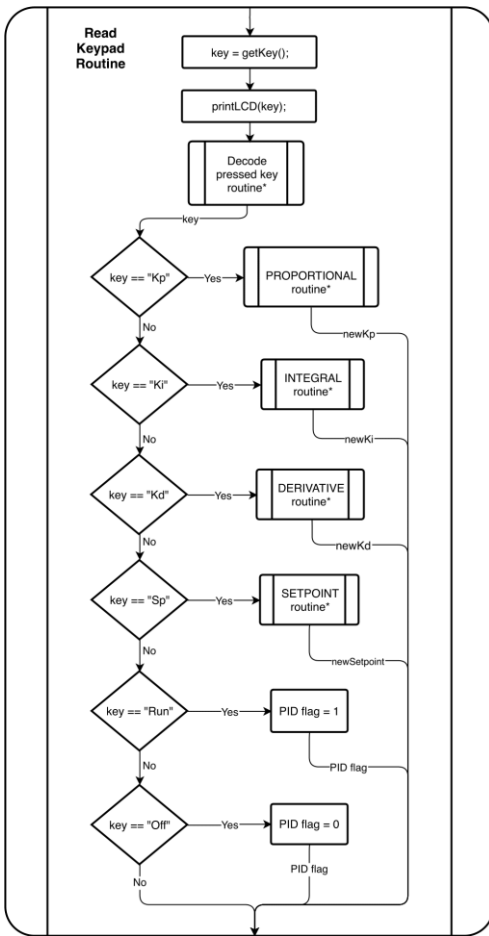 Read
Keypad
Routine
key = getKey();
printLCD(key);
Decode
pressed key
routine*
key
key == "Kp"
Yes
PROPORTIONAL
routine*
newKp
No
key == "Ki"
Yes
INTEGRAL
routine*
newKi
No
key == "Kd"
Yes
DERIVATIVE
routine*
newKd
No
key == "Sp"
Yes
SETPOINT
routine*
newSetpoint
No
key == "Run"
Yes
PID flag = 1
PID flag
No
key == "Off"
Yes
PID flag = 0
PID flag
No